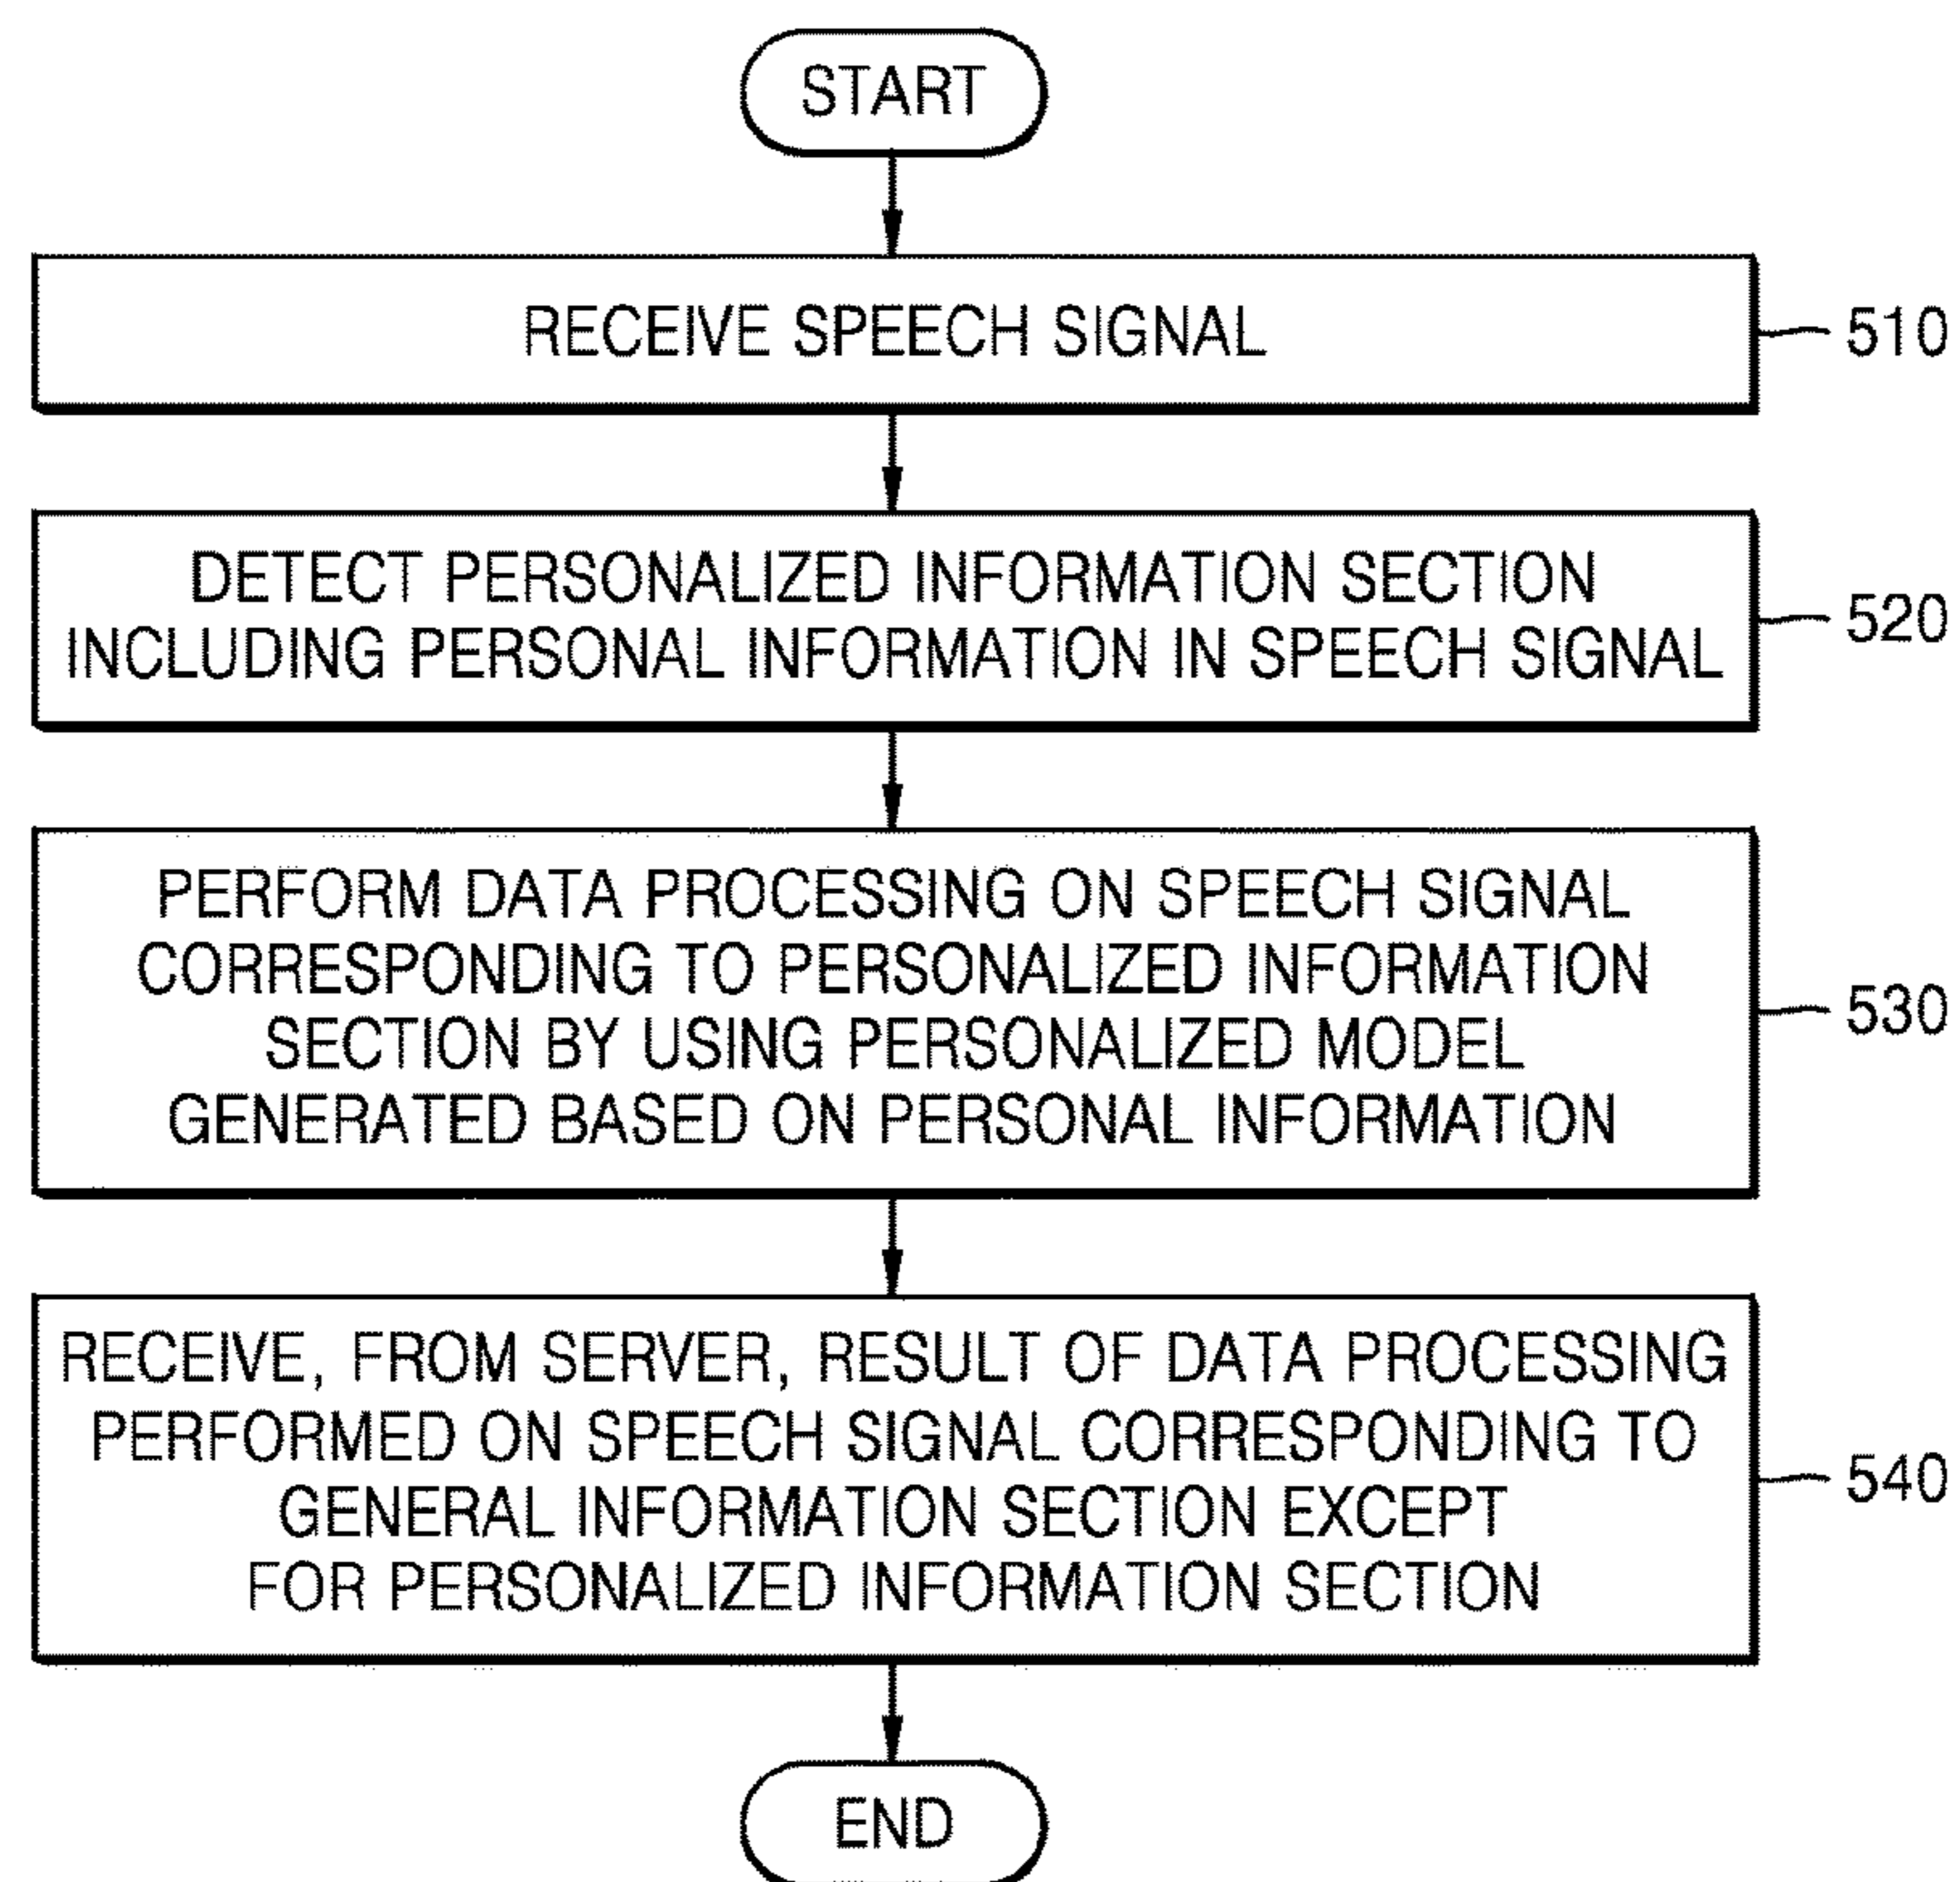 START
RECEIVE SPEECH SIGNAL
510
DETECT PERSONALIZED INFORMATION SECTION
INCLUDING PERSONAL INFORMATION IN SPEECH SIGNAL
520
PERFORM DATA PROCESSING ON SPEECH SIGNAL
CORRESPONDING TO PERSONALIZED INFORMATION
SECTION BY USING PERSONALIZED MODEL
GENERATED BASED ON PERSONAL INFORMATION
530
RECEIVE, FROM SERVER, RESULT OF DATA PROCESSING
PERFORMED ON SPEECH SIGNAL CORRESPONDING TO
GENERAL INFORMATION SECTION EXCEPT
FOR PERSONALIZED INFORMATION SECTION
540
END